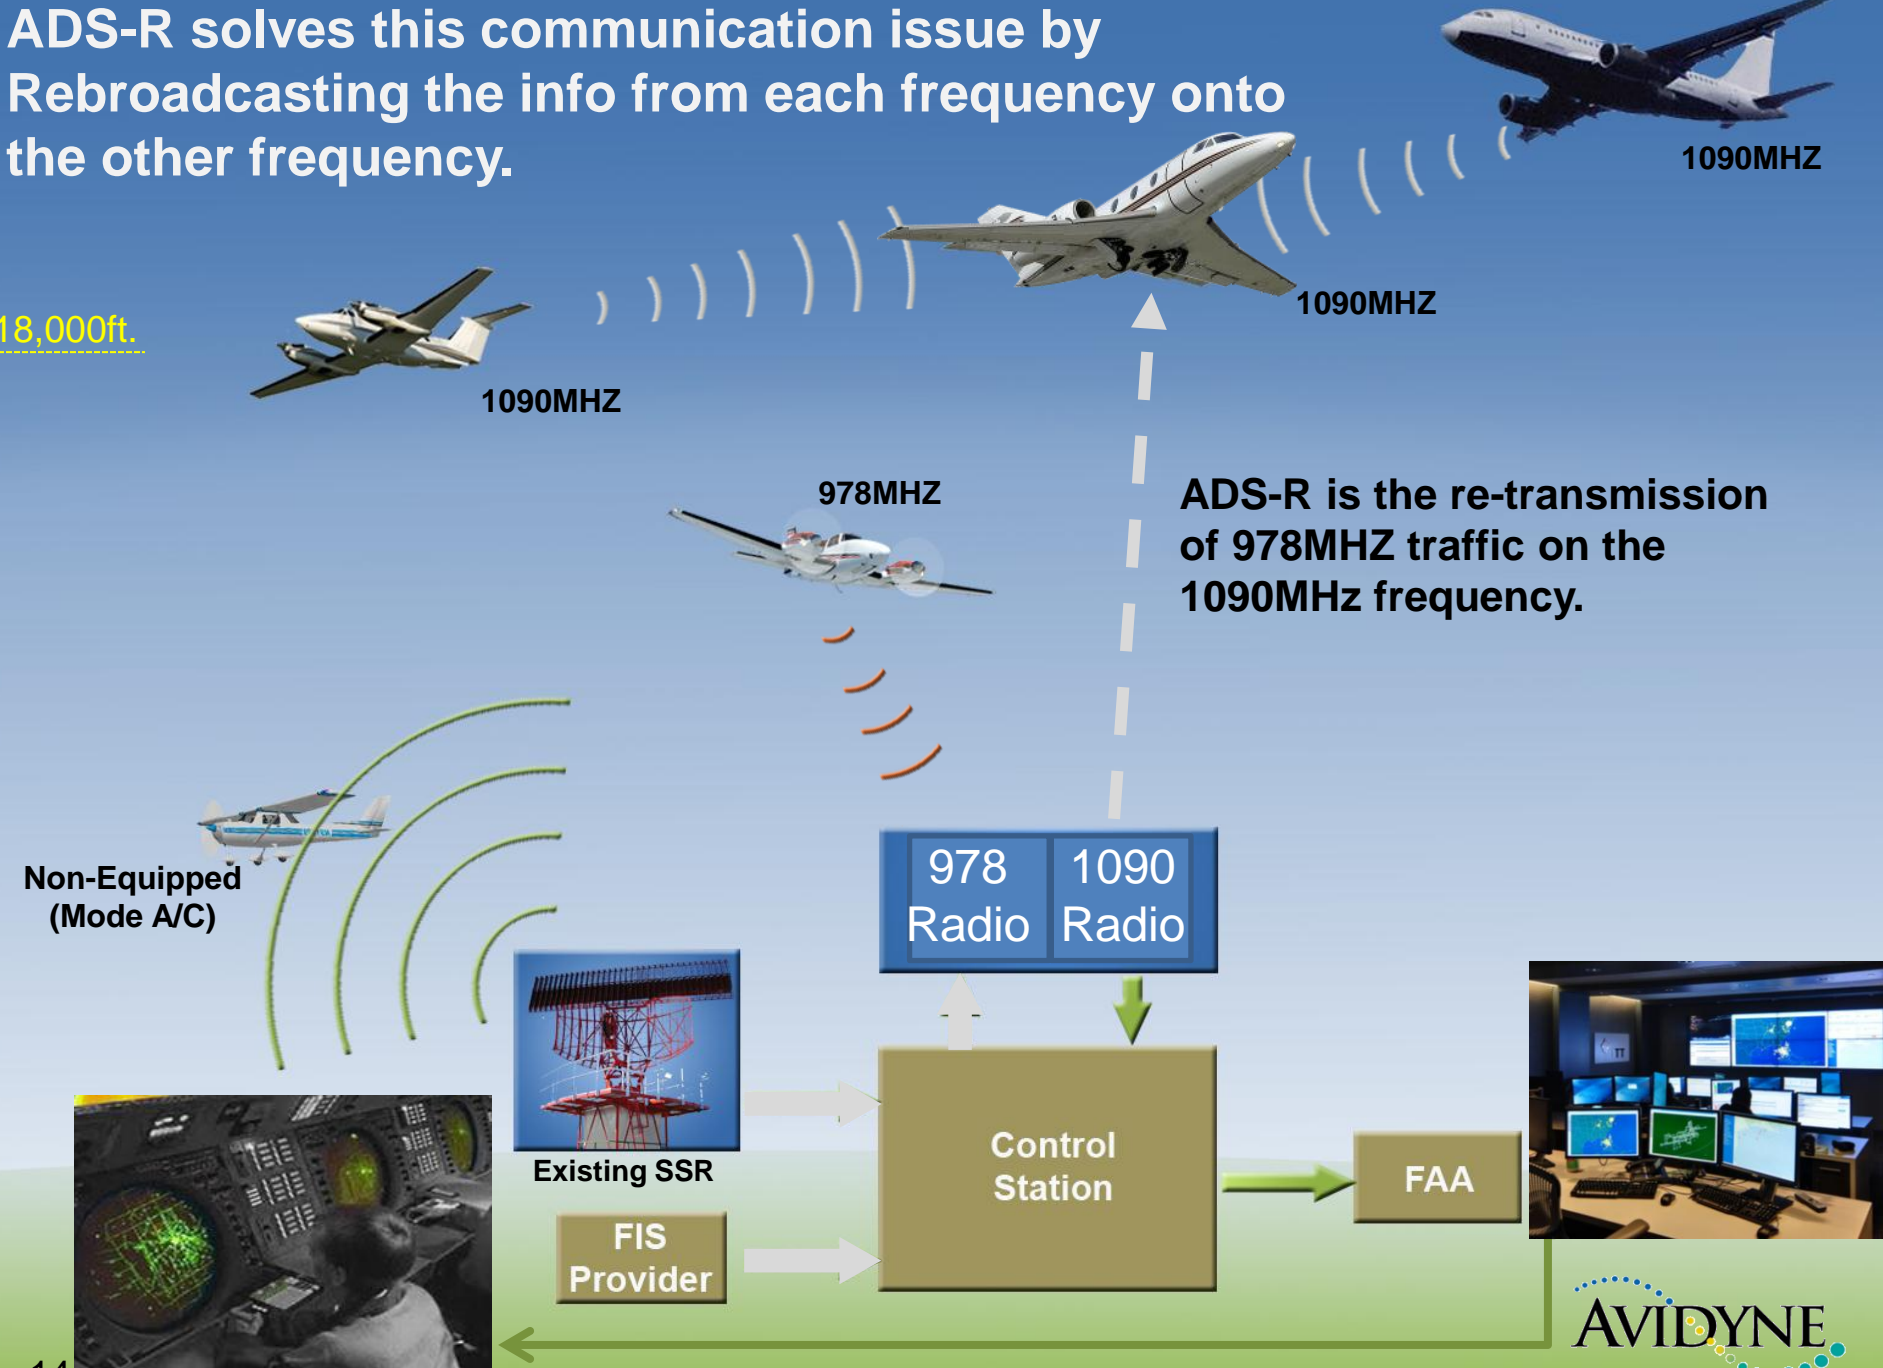 ADS-R solves this communication issue by
Rebroadcasting the info from each frequency onto
the other frequency.
1090MHZ
1090MHZ
18,000ft.
1090MHZ
978MHZ
ADS-R is the re-transmission
of 978MHZ traffic on the
1090MHz frequency.
Non-Equipped
(Mode A/C)
978
Radio
1090
Radio
Existing SSR
Control
Station
FAA
FIS
Provider
AVIDYNE
14